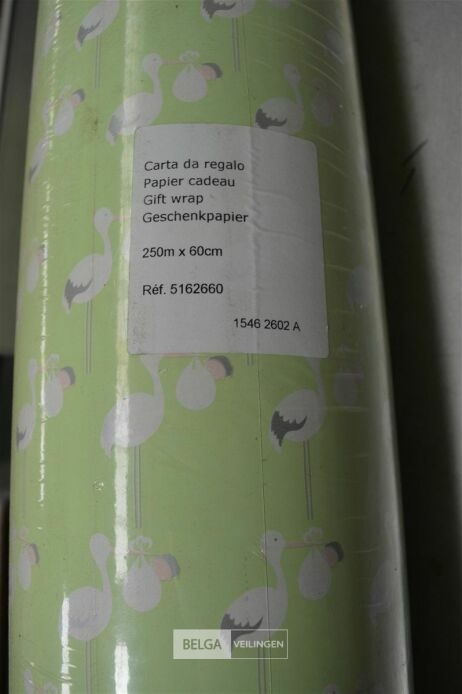 Carta da regalo
Papier cadeau
Gift wrap
Geschenkpapier
250m x 60cm
Réf. 5162660
1546 2602 A
BELGA VEILINGEN